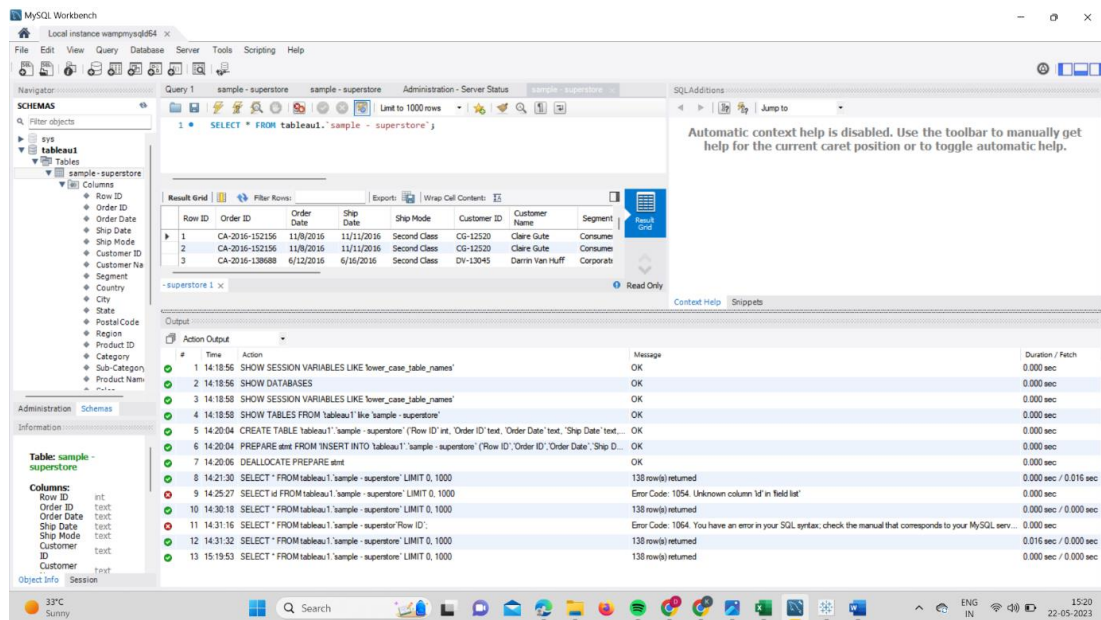 MySQL Workbench
Local instance wampmysqld64 ×
File Edit View Query Database Server Tools Scripting Help
Navigator
SCHEMAS
Filter objects
sys
tableau1
Tables
sample - superstore
Columns
Row ID
Order ID
Order Date
Ship Date
Ship Mode
Customer ID
Customer Na
Segment
Country
City
State
Postal Code
Region
Product ID
Category
Sub-Category
Product Name
Administration Schemas
Information
Table: sample -
superstore
Columns:
Row ID int
Order ID text
Order Date text
Ship Date text
Ship Mode text
Customer
ID text
Customer
text
Object Info Session
Query 1 sample - superstore sample - superstore Administration - Server Status sample - superstore ×
Limit to 1000 rows
1 SELECT * FROM tableau1.`sample - superstore`;
Result Grid Filter Rows: Export: Wrap Cell Content:
Row ID Order ID Order Date Ship Date Ship Mode Customer ID Customer Name Segment
1 CA-2016-152156 11/8/2016 11/11/2016 Second Class CG-12520 Claire Gute Consumer
2 CA-2016-152156 11/8/2016 11/11/2016 Second Class CG-12520 Claire Gute Consumer
3 CA-2016-138688 6/12/2016 6/16/2016 Second Class DV-13045 Darrin Van Huff Corporate
Result Grid
- superstore 1 × Read Only
SQLAdditions
Jump to
Automatic context help is disabled. Use the toolbar to manually get
help for the current caret position or to toggle automatic help.
Context Help Snippets
Output
Action Output
# Time Action Message Duration / Fetch
1 14:18:56 SHOW SESSION VARIABLES LIKE 'lower_case_table_names' OK 0.000 sec
2 14:18:56 SHOW DATABASES OK 0.000 sec
3 14:18:58 SHOW SESSION VARIABLES LIKE 'lower_case_table_names' OK 0.000 sec
4 14:18:58 SHOW TABLES FROM `tableau1` like 'sample - superstore' OK 0.000 sec
5 14:20:04 CREATE TABLE `tableau1`.`sample - superstore` (`Row ID` int, `Order ID` text, `Order Date` text, `Ship Date` text,... OK 0.000 sec
6 14:20:04 PREPARE stmt FROM 'INSERT INTO `tableau1`.`sample - superstore` (`Row ID`,`Order ID`,`Order Date`,`Ship D... OK 0.000 sec
7 14:20:06 DEALLOCATE PREPARE stmt OK 0.000 sec
8 14:21:30 SELECT * FROM tableau1.`sample - superstore` LIMIT 0, 1000 138 row(s) returned 0.000 sec / 0.016 sec
9 14:25:27 SELECT id FROM tableau1.`sample - superstore` LIMIT 0, 1000 Error Code: 1054. Unknown column 'id' in 'field list' 0.000 sec
10 14:30:18 SELECT * FROM tableau1.`sample - superstore` LIMIT 0, 1000 138 row(s) returned 0.000 sec / 0.000 sec
11 14:31:16 SELECT * FROM tableau1.`sample - superstor`Row ID`; Error Code: 1064. You have an error in your SQL syntax; check the manual that corresponds to your MySQL serv... 0.000 sec
12 14:31:32 SELECT * FROM tableau1.`sample - superstore` LIMIT 0, 1000 138 row(s) returned 0.016 sec / 0.000 sec
13 15:19:53 SELECT * FROM tableau1.`sample - superstore` LIMIT 0, 1000 138 row(s) returned 0.000 sec / 0.000 sec
33°C
Sunny
Search
ENG
IN
15:20
22-05-2023